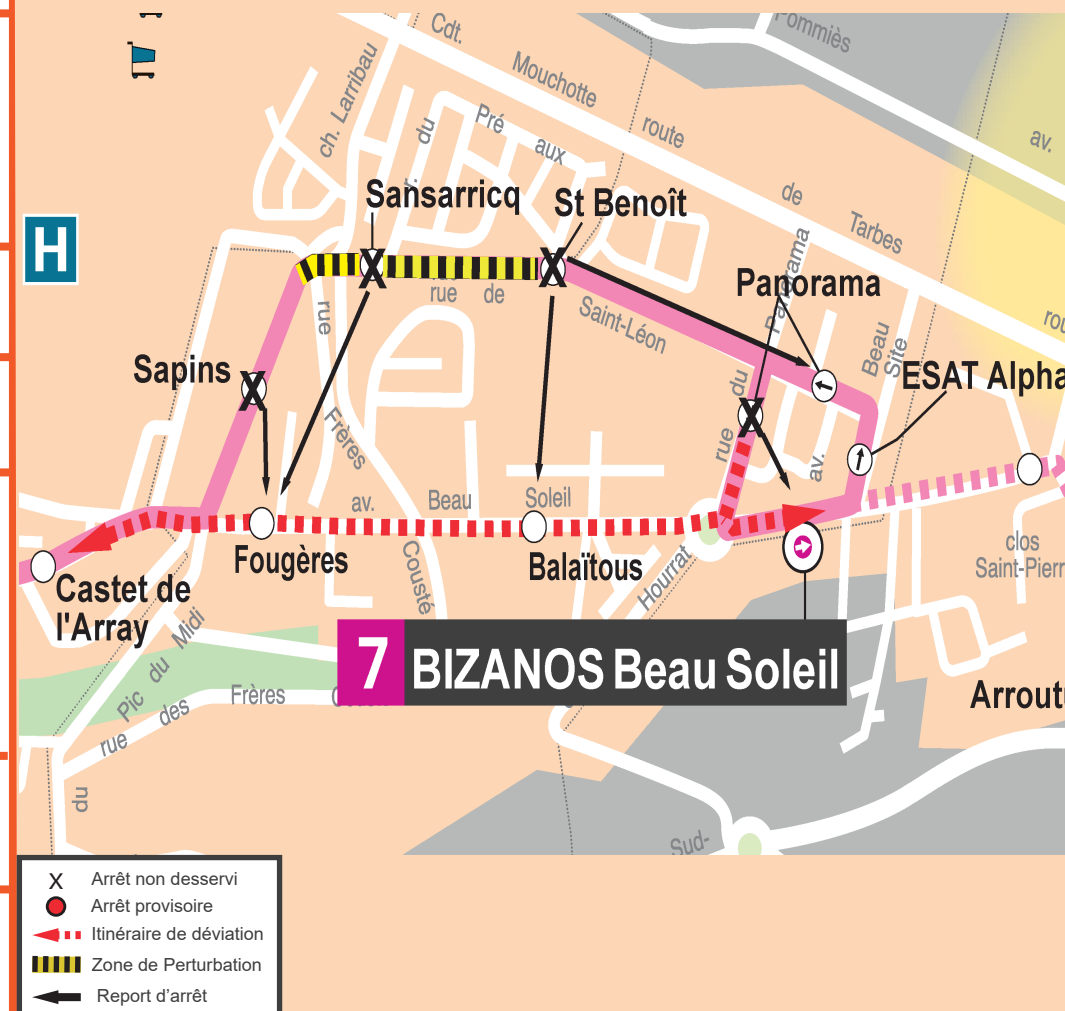 Pommiès
Cdt.
Mouchotte
route
de
Tarbes
av.
ch. Larribau
r.
du
Pré
aux
Sansarricq
St Benoît
H
Panorama
Panorama
rue
de
Saint-Léon
rue
Beau
Site
rou
Sapins
ESAT Alpha
rue
du
Frères
av.
av.
Beau
Soleil
Fougères
Balaïtous
Cousté
Hourrat
clos
Saint-Pierr
Castet de
l'Array
7 BIZANOS Beau Soleil
Pic du Midi
Frères
rue des
Arrout
du
Sud-
X Arrêt non desservi
Arrêt provisoire
Itinéraire de déviation
Zone de Perturbation
Report d’arrêt